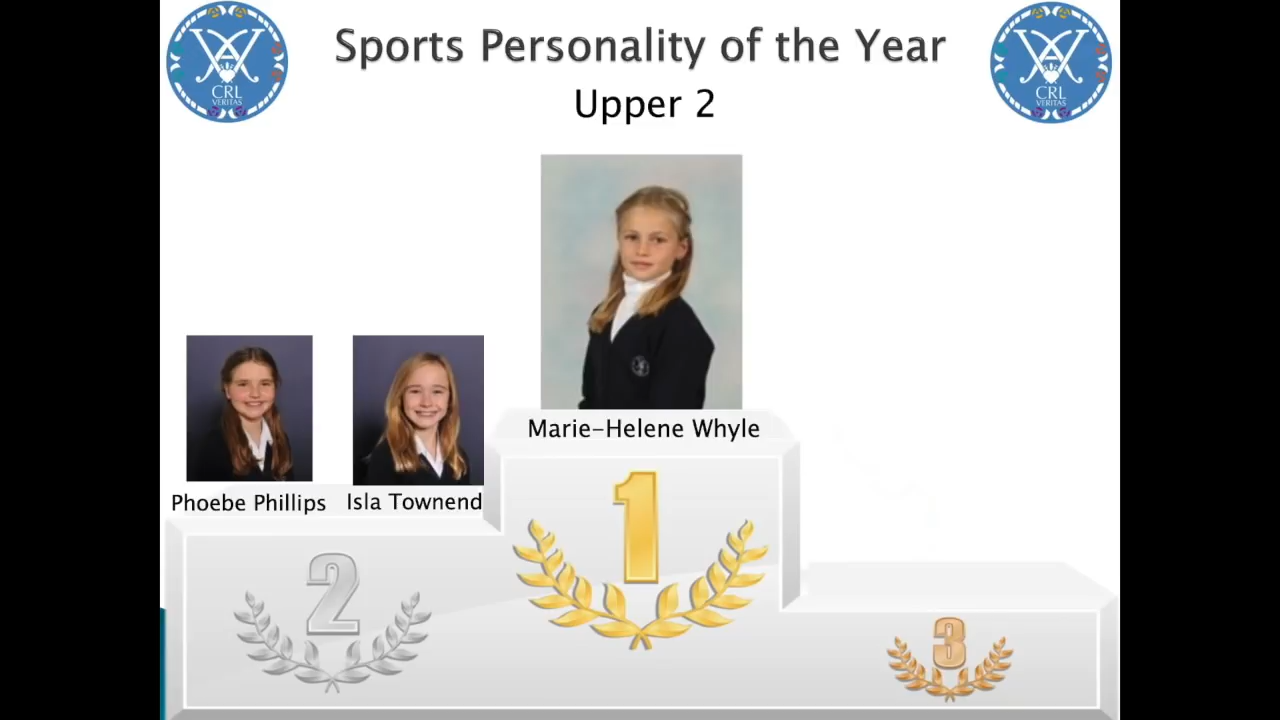 Sports Personality of the Year
Upper 2
CRL
VERITAS
CRL
VERITAS
Marie-Helene Whyle
Phoebe Phillips
Isla Townend
1
2
3